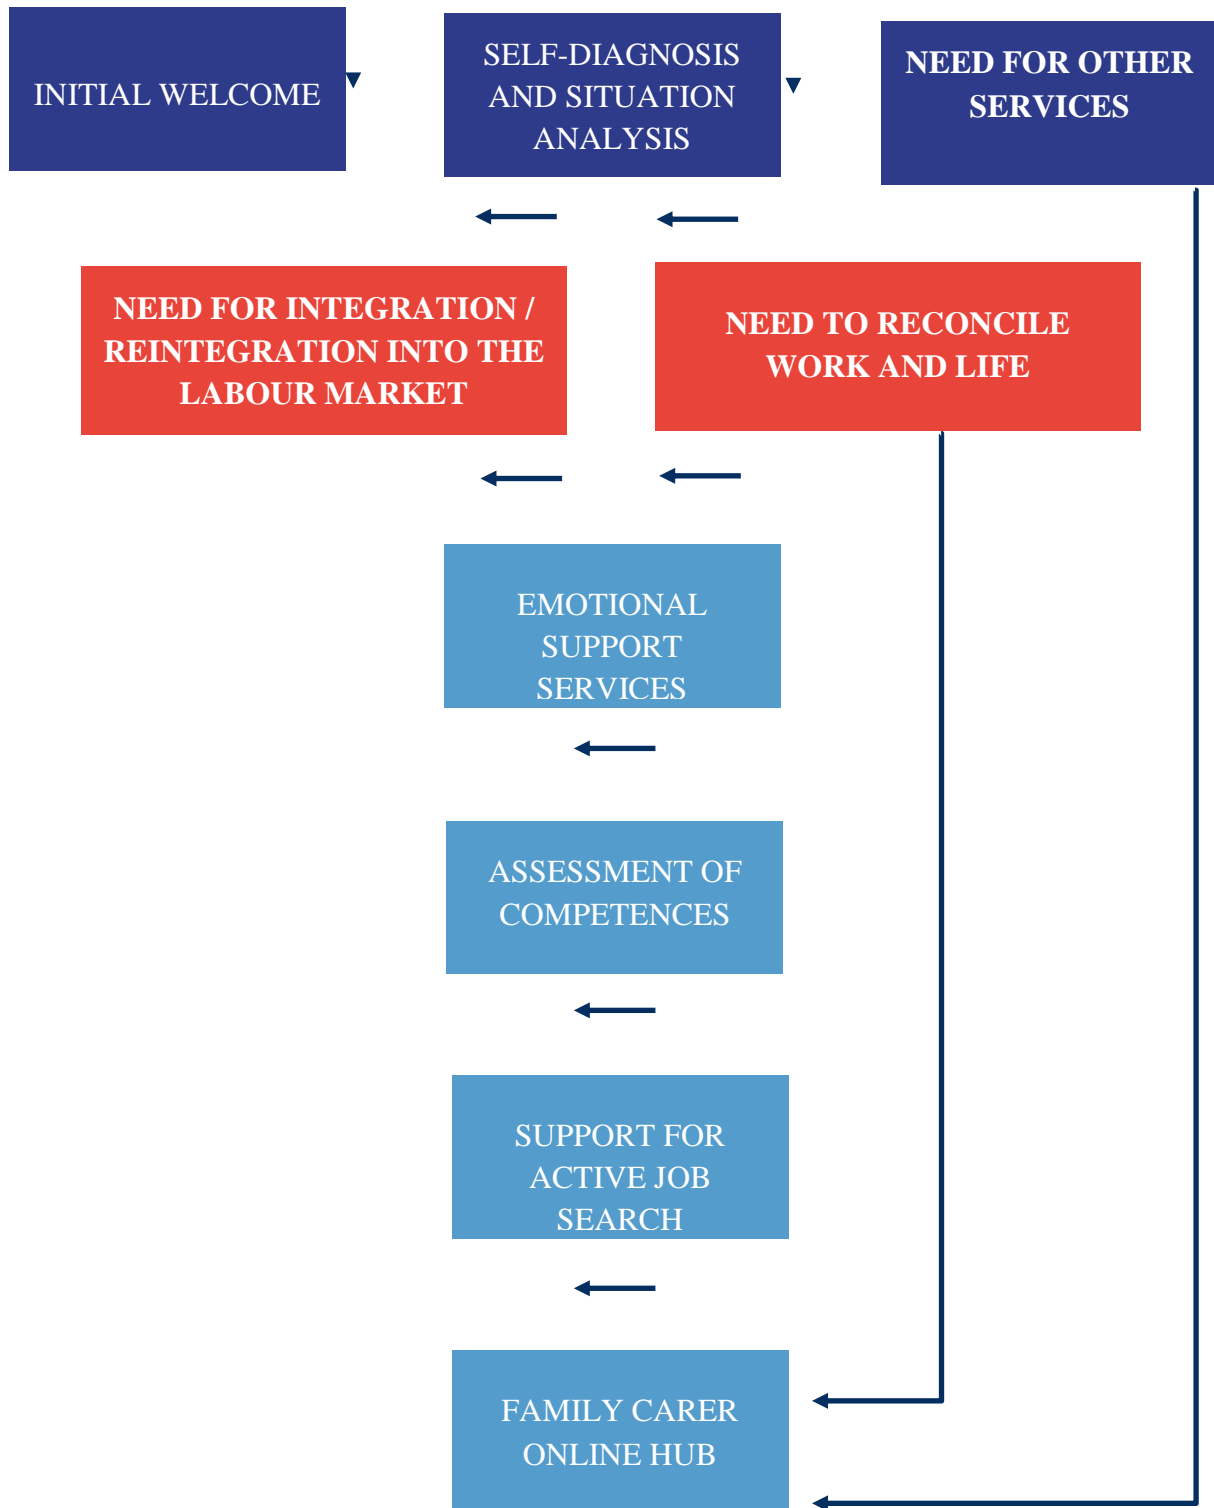 INITIAL WELCOME
SELF-DIAGNOSIS
AND SITUATION
ANALYSIS
NEED FOR OTHER
SERVICES
NEED FOR INTEGRATION /
REINTEGRATION INTO THE
LABOUR MARKET
NEED TO RECONCILE
WORK AND LIFE
EMOTIONAL
SUPPORT
SERVICES
ASSESSMENT OF
COMPETENCES
SUPPORT FOR
ACTIVE JOB
SEARCH
FAMILY CARER
ONLINE HUB